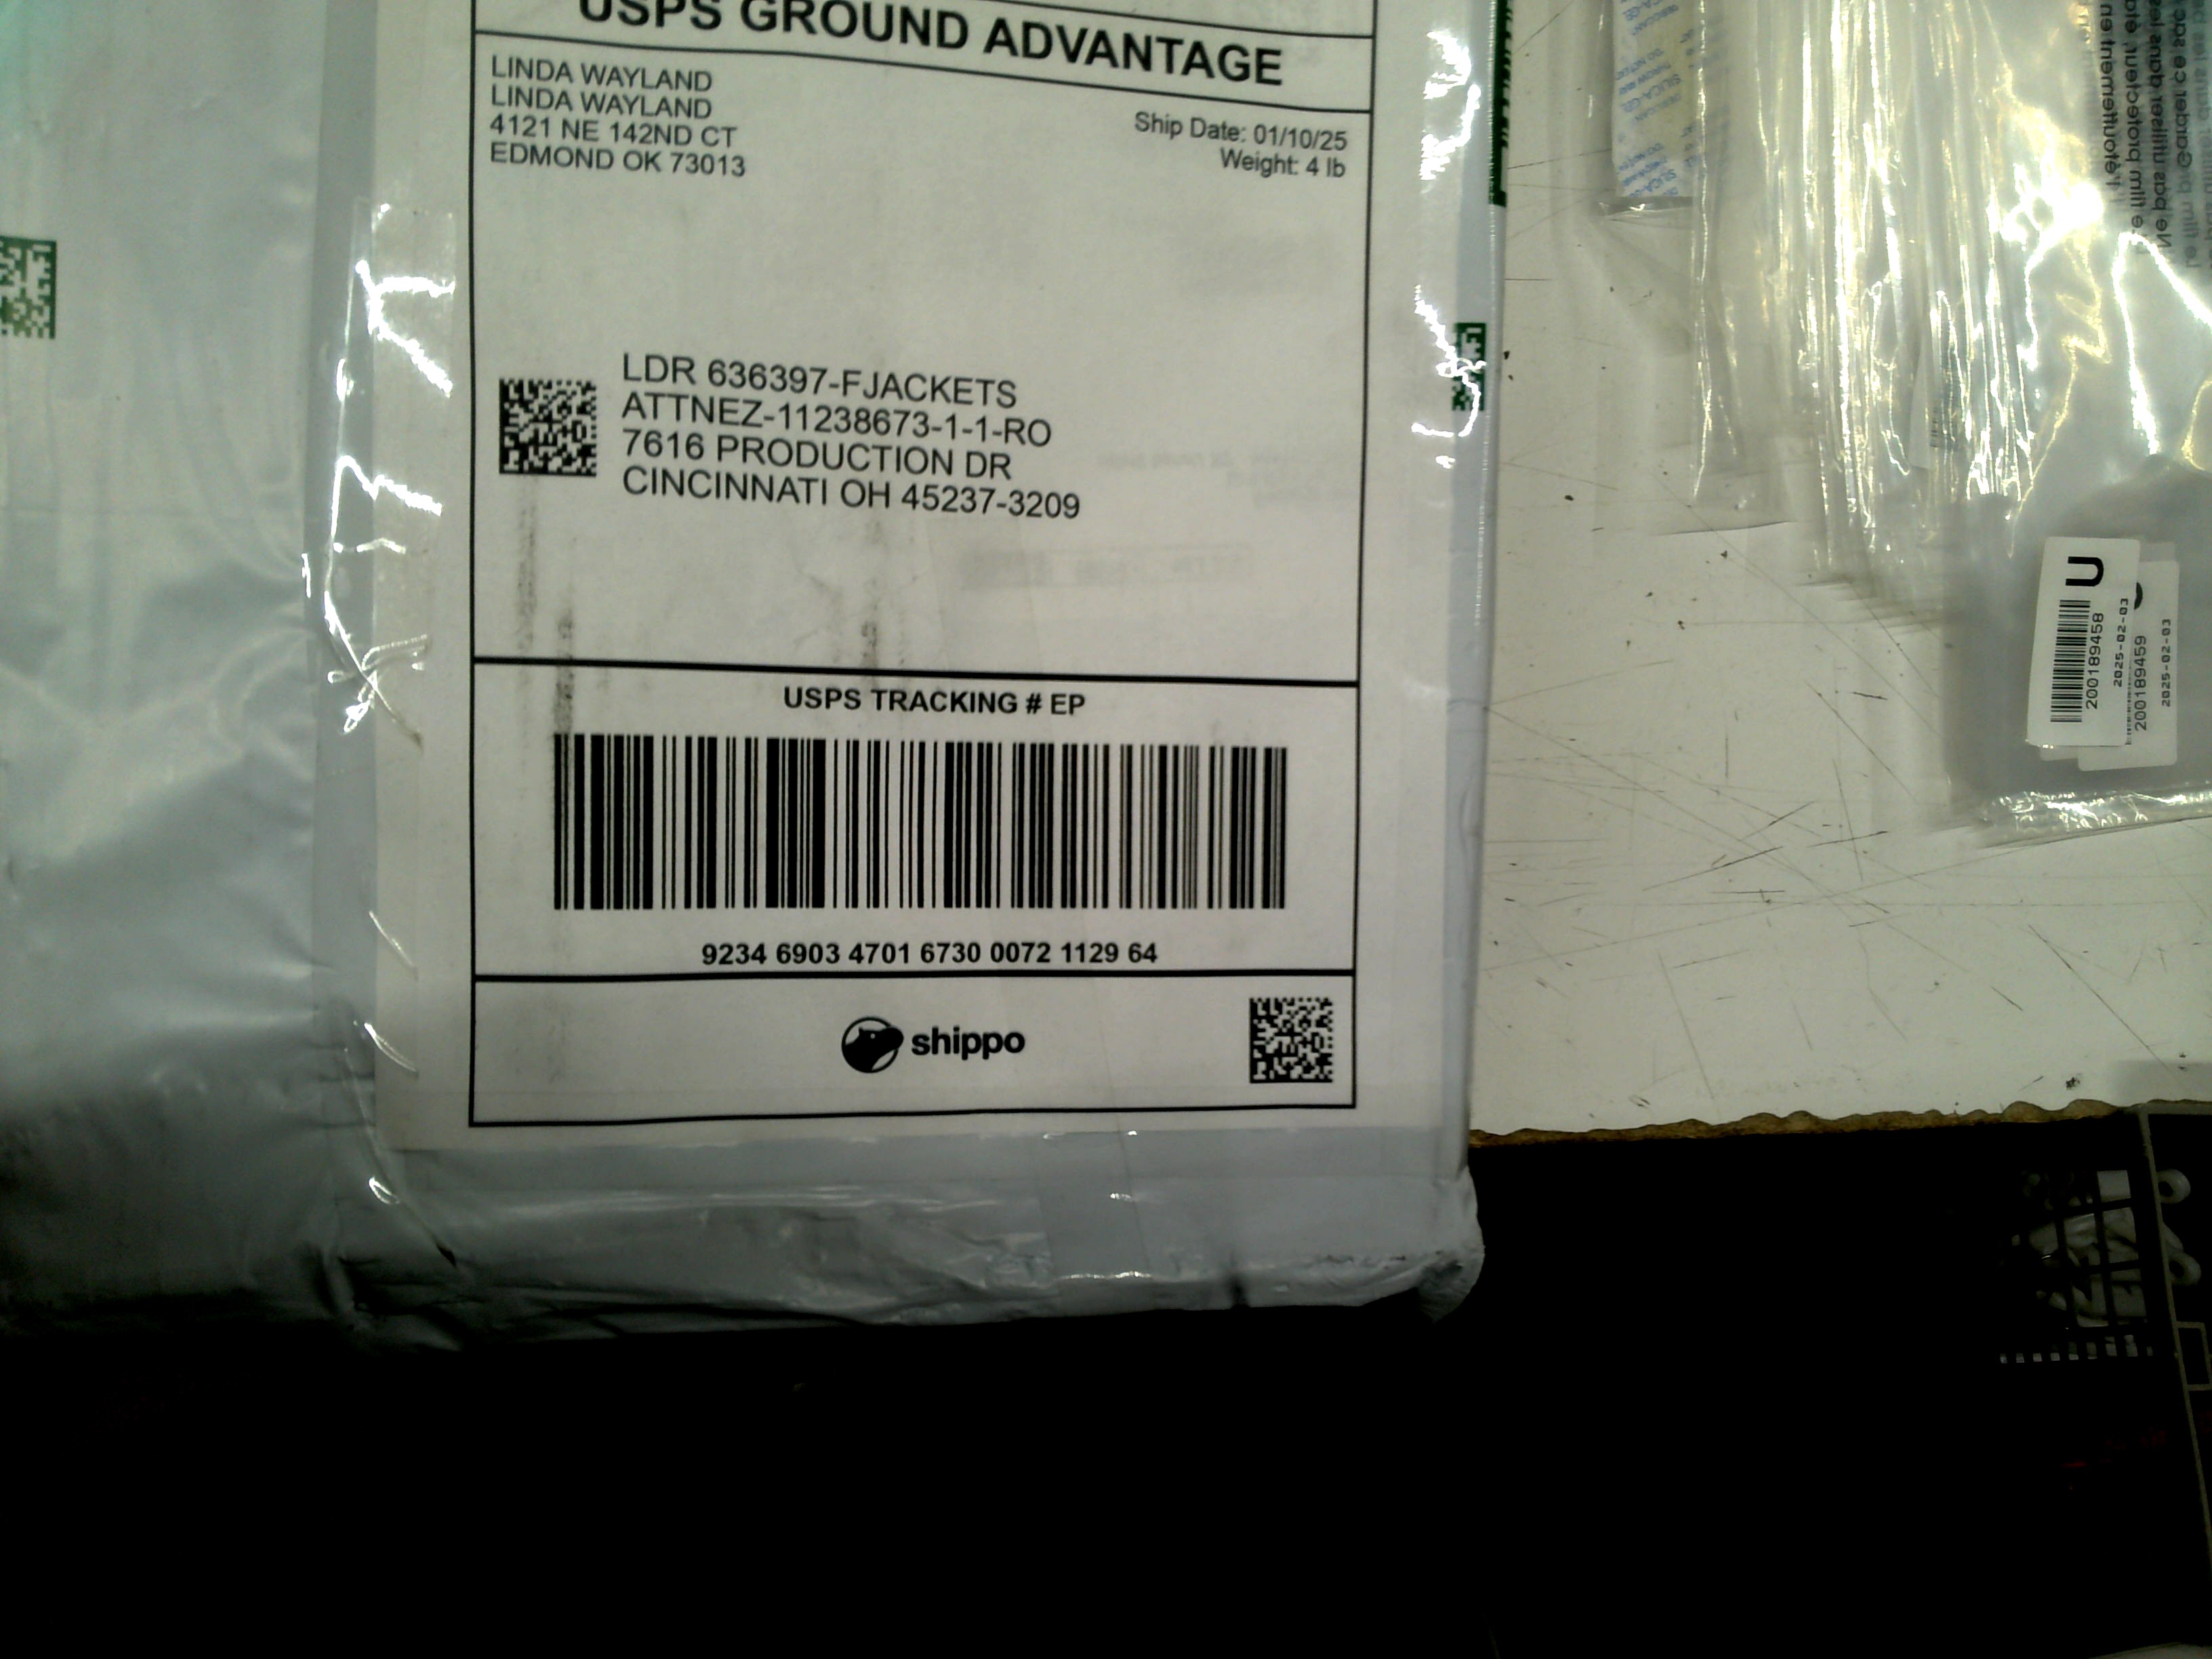 USPS GROUND ADVANTAGE
LINDA WAYLAND
LINDA WAYLAND
4121 NE 142ND CT
EDMOND OK 73013
Ship Date: 01/10/25
Weight: 4 lb
LDR 636397-FJACKETS
ATTNEZ-11238673-1-1-RO
7616 PRODUCTION DR
CINCINNATI OH 45237-3209
USPS TRACKING # EP
9234 6903 4701 6730 0072 1129 64
shippo
U
200189458
2025-02-03
200189459
2025-02-03